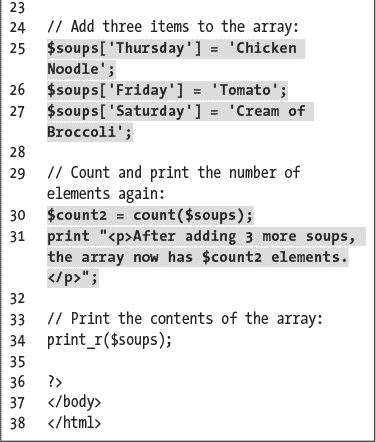 23
24 // Add three items to the array:
25 $soups['Thursday'] = 'Chicken
Noodle';
26 $soups['Friday'] = 'Tomato';
27 $soups['Saturday'] = 'Cream of
Broccoli';
28
29 // Count and print the number of
elements again:
30 $count2 = count($soups);
31 print "<p>After adding 3 more soups,
the array now has $count2 elements.
</p>";
32
33 // Print the contents of the array:
34 print_r($soups);
35
36 ?>
37 </body>
38 </html>